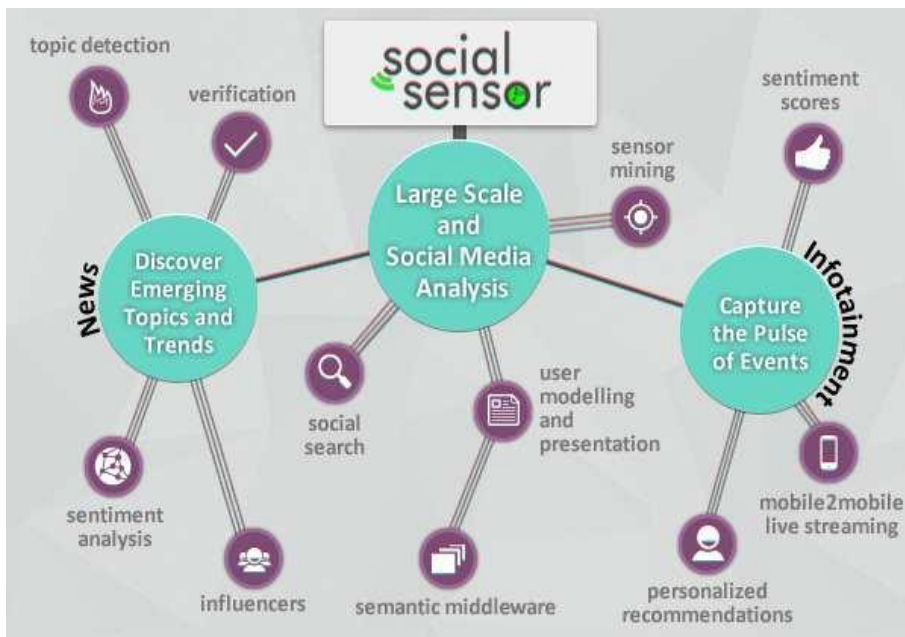 social
sensor
topic detection
verification
News
Discover
Emerging
Topics and
Trends
sentiment
analysis
influencers
Large Scale
and
Social Media
Analysis
sensor
mining
social
search
user
modelling
and
presentation
semantic middleware
sentiment
scores
Infotainment
Capture
the Pulse
of Events
mobile2mobile
live streaming
personalized
recommendations